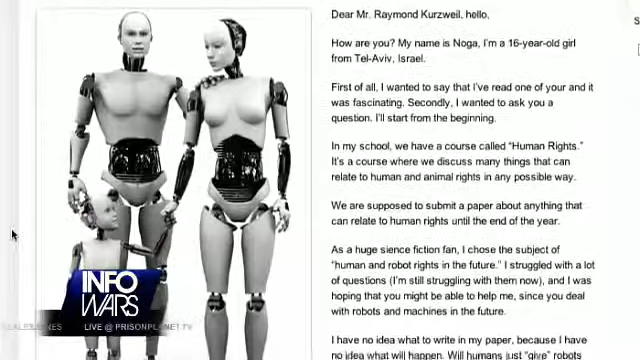 Dear Mr. Raymond Kurzweil, hello,
How are you? My name is Noga, I'm a 16-year-old girl
from Tel-Aviv, Israel.
First of all, I wanted to say that I've read one of your and it
was fascinating. Secondly, I wanted to ask you a
question. I'll start from the beginning.
In my school, we have a course called "Human Rights."
It's a course where we discuss many things that can
relate to human and animal rights in any possible way.
We are supposed to submit a paper about anything that
can relate to human rights until the end of the year.
As a huge sience fiction fan, I chose the subject of
"human and robot rights in the future." I struggled with a lot
of questions (I'm still struggling with them now), and I was
hoping that you might be able to help me, since you deal
with robots and machines in the future.
I have no idea what to write in my paper, because I have
no idea what will happen. Will humans just "give" robots
S
INFO
WARS
LIVE @ PRISONPLANET.TV